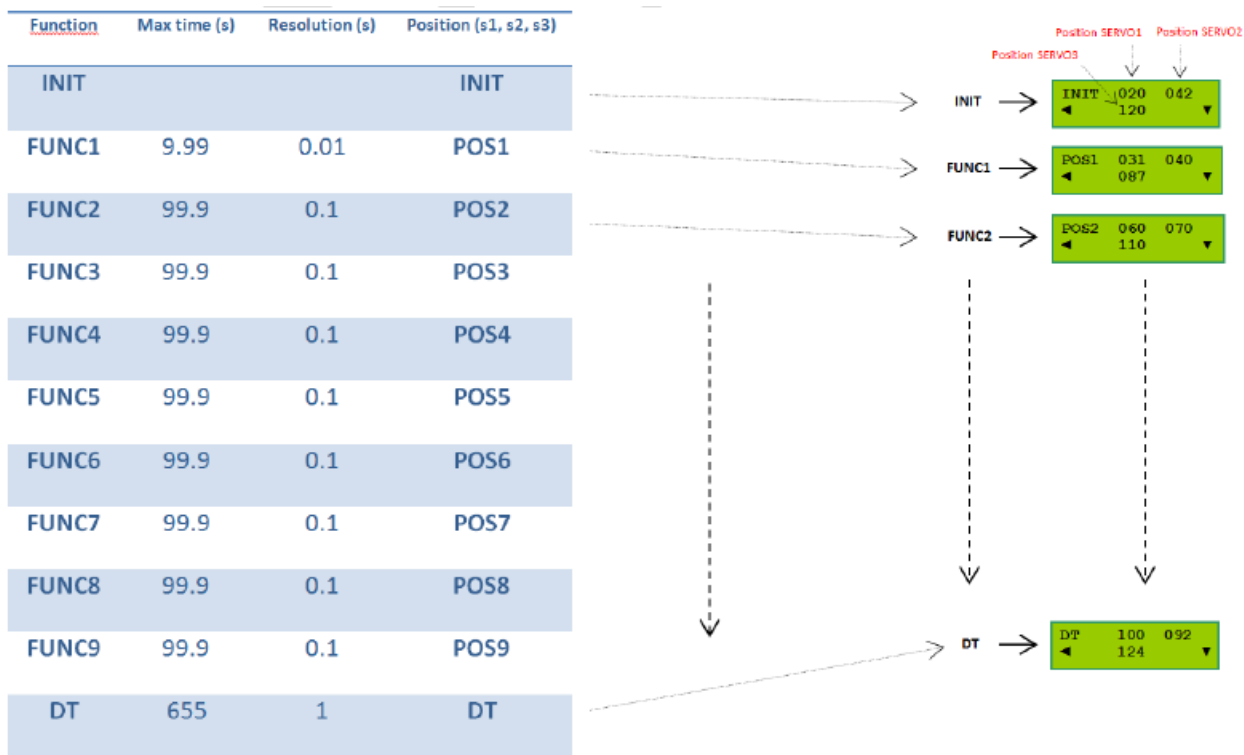 Function Max time (s) Resolution (s) Position (s1, s2, s3)
INIT INIT
FUNC1 9.99 0.01 POS1
FUNC2 99.9 0.1 POS2
FUNC3 99.9 0.1 POS3
FUNC4 99.9 0.1 POS4
FUNC5 99.9 0.1 POS5
FUNC6 99.9 0.1 POS6
FUNC7 99.9 0.1 POS7
FUNC8 99.9 0.1 POS8
FUNC9 99.9 0.1 POS9
DT 655 1 DT
Position SERVO1 Position SERVO2
Position SERVO3
INIT
INIT 020 042
◄ 120 ▼
FUNC1
POS1 031 040
◄ 087 ▼
FUNC2
POS2 060 070
◄ 110 ▼
DT
DT 100 092
◄ 124 ▼